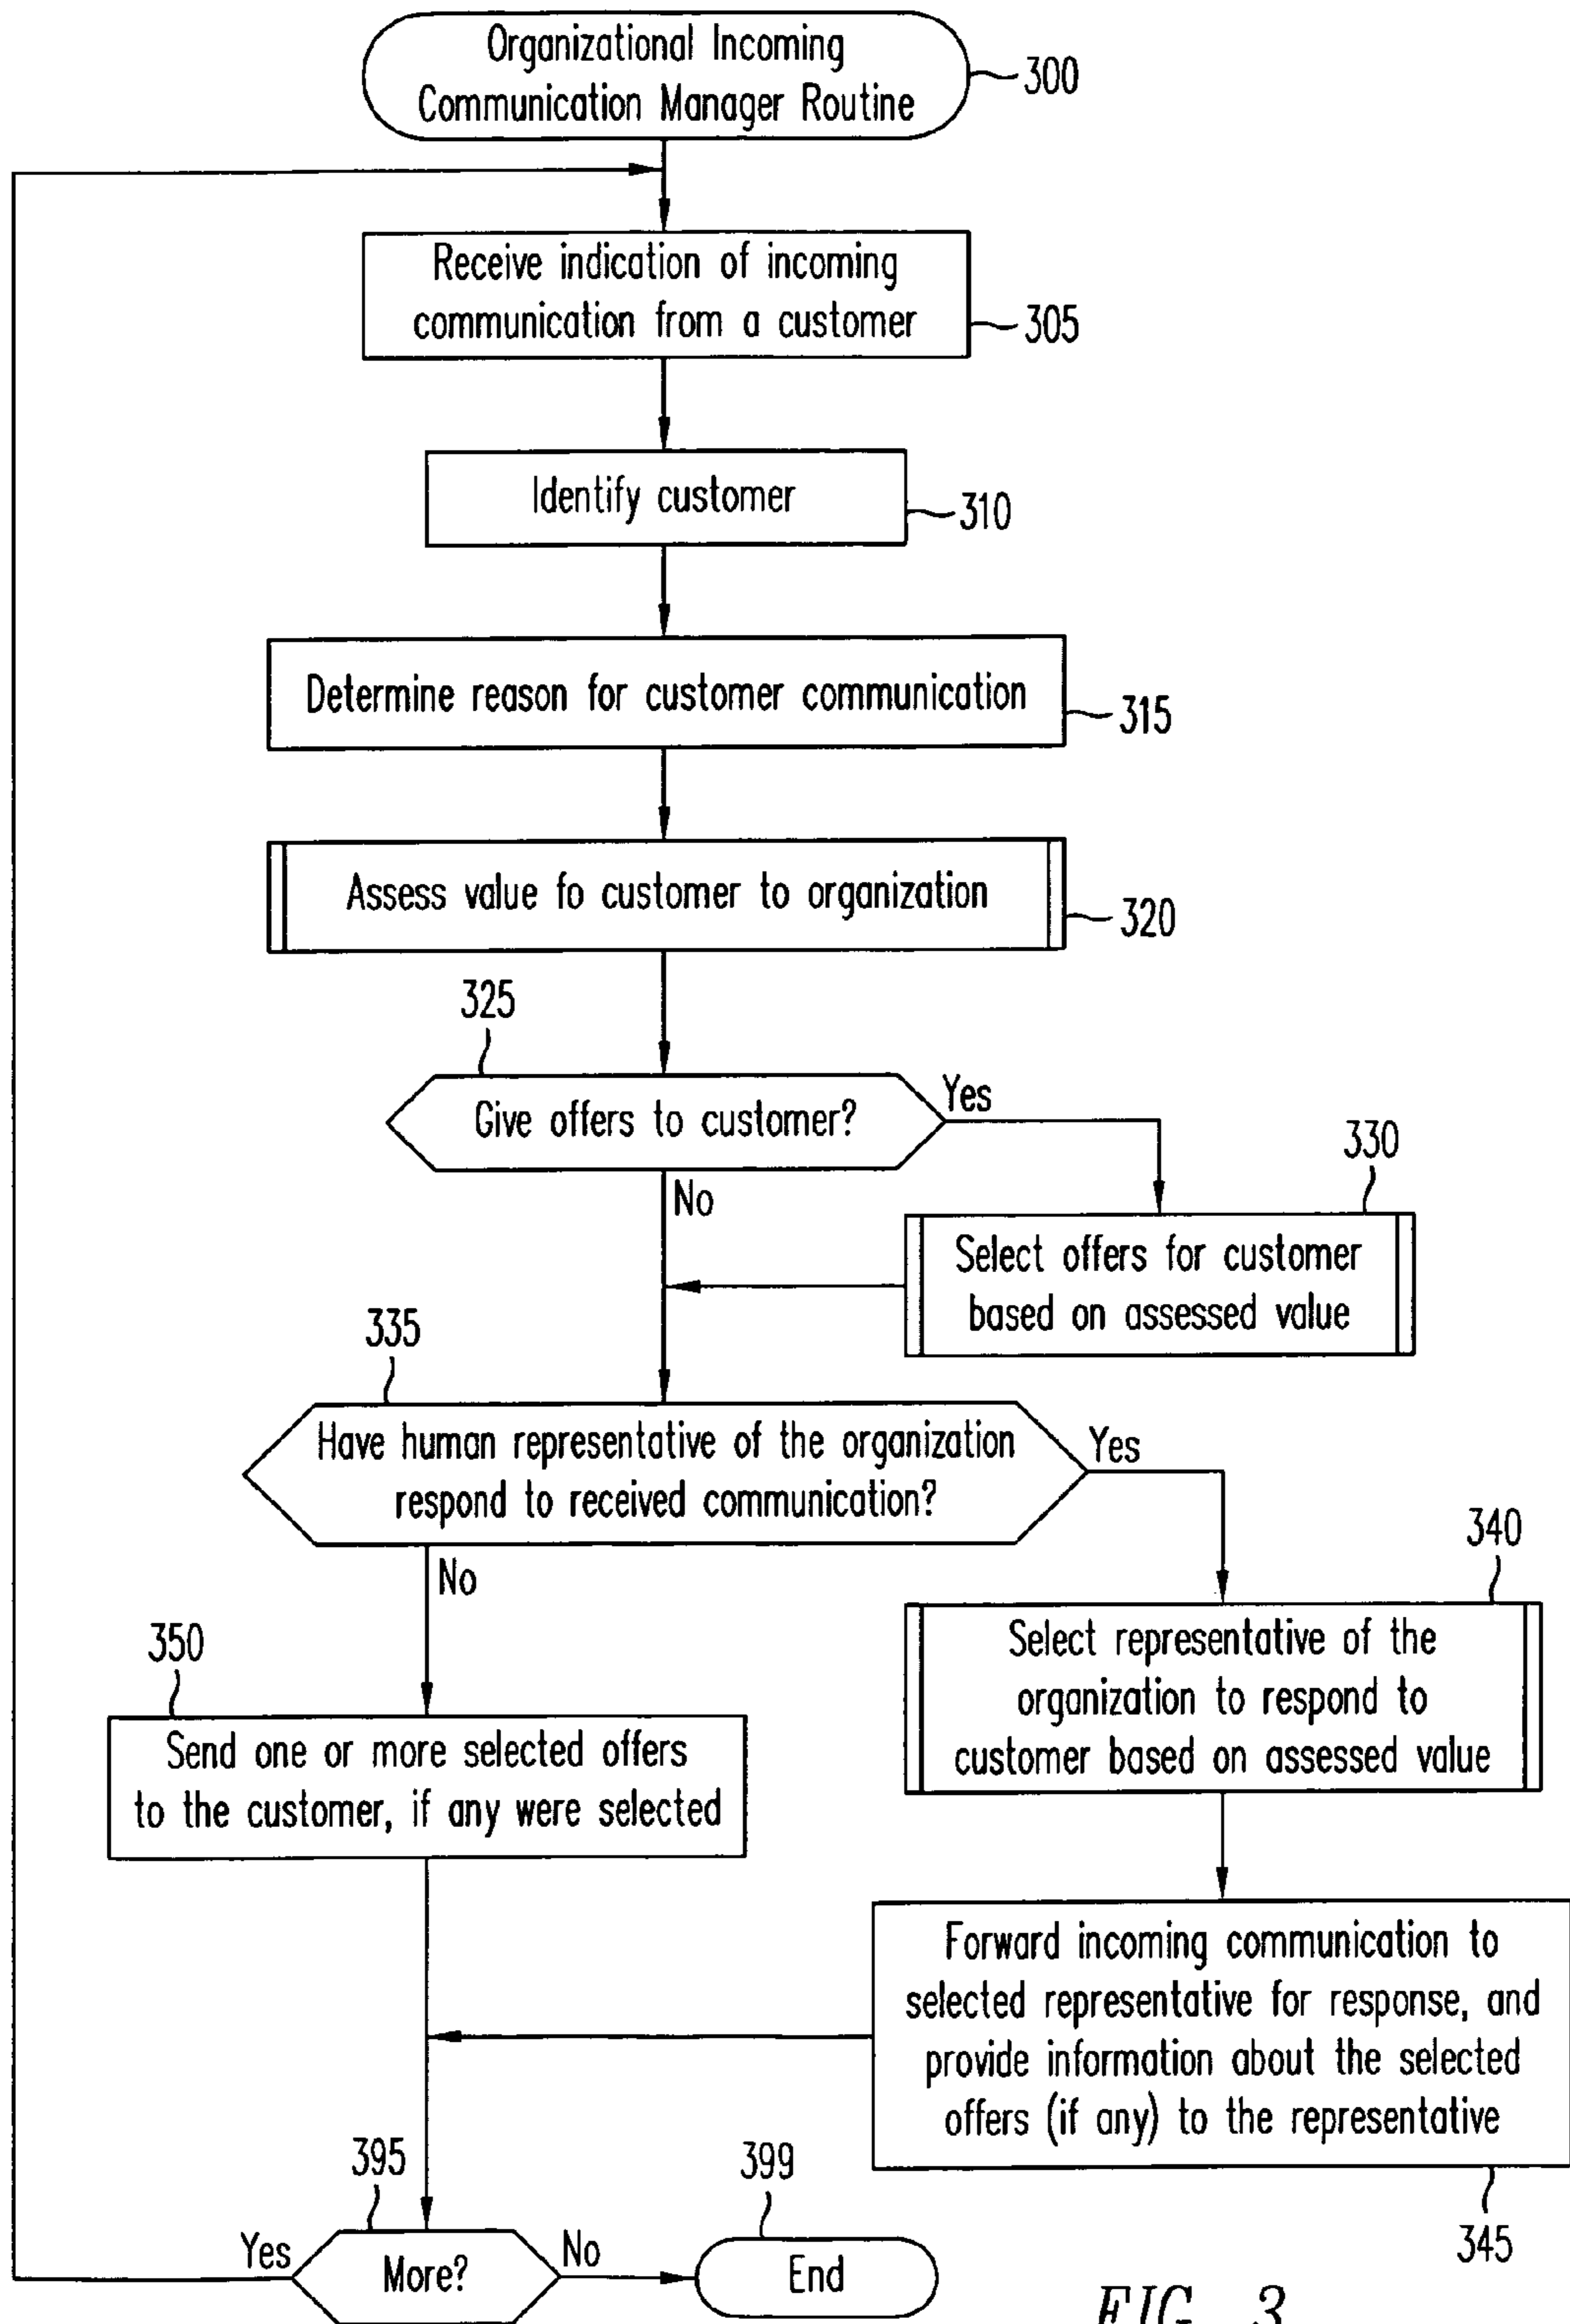 Organizational Incoming
Communication Manager Routine
300
Receive indication of incoming
communication from a customer
305
Identify customer
310
Determine reason for customer communication
315
Assess value fo customer to organization
320
325
Give offers to customer?
Yes
No
330
Select offers for customer
based on assessed value
335
Have human representative of the organization
respond to received communication?
Yes
No
340
Select representative of the
organization to respond to
customer based on assessed value
350
Send one or more selected offers
to the customer, if any were selected
Forward incoming communication to
selected representative for response, and
provide information about the selected
offers (if any) to the representative
345
395
More?
Yes
No
399
End
FIG. 3